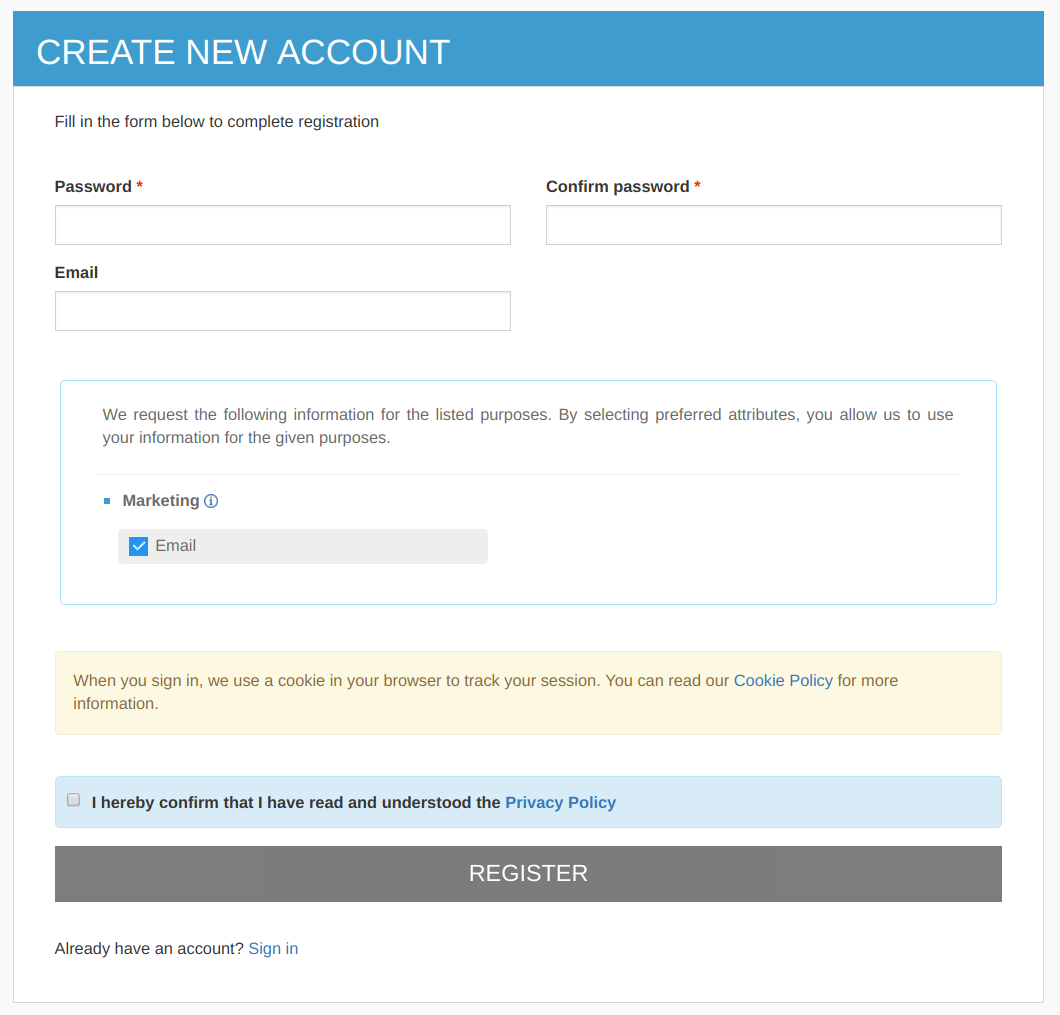 CREATE NEW ACCOUNT
Fill in the form below to complete registration
Password *
Confirm password *
Email
We request the following information for the listed purposes. By selecting preferred attributes, you allow us to use
your information for the given purposes.
Marketing
Email
When you sign in, we use a cookie in your browser to track your session. You can read our Cookie Policy for more
information.
I hereby confirm that I have read and understood the Privacy Policy
REGISTER
Already have an account? Sign in